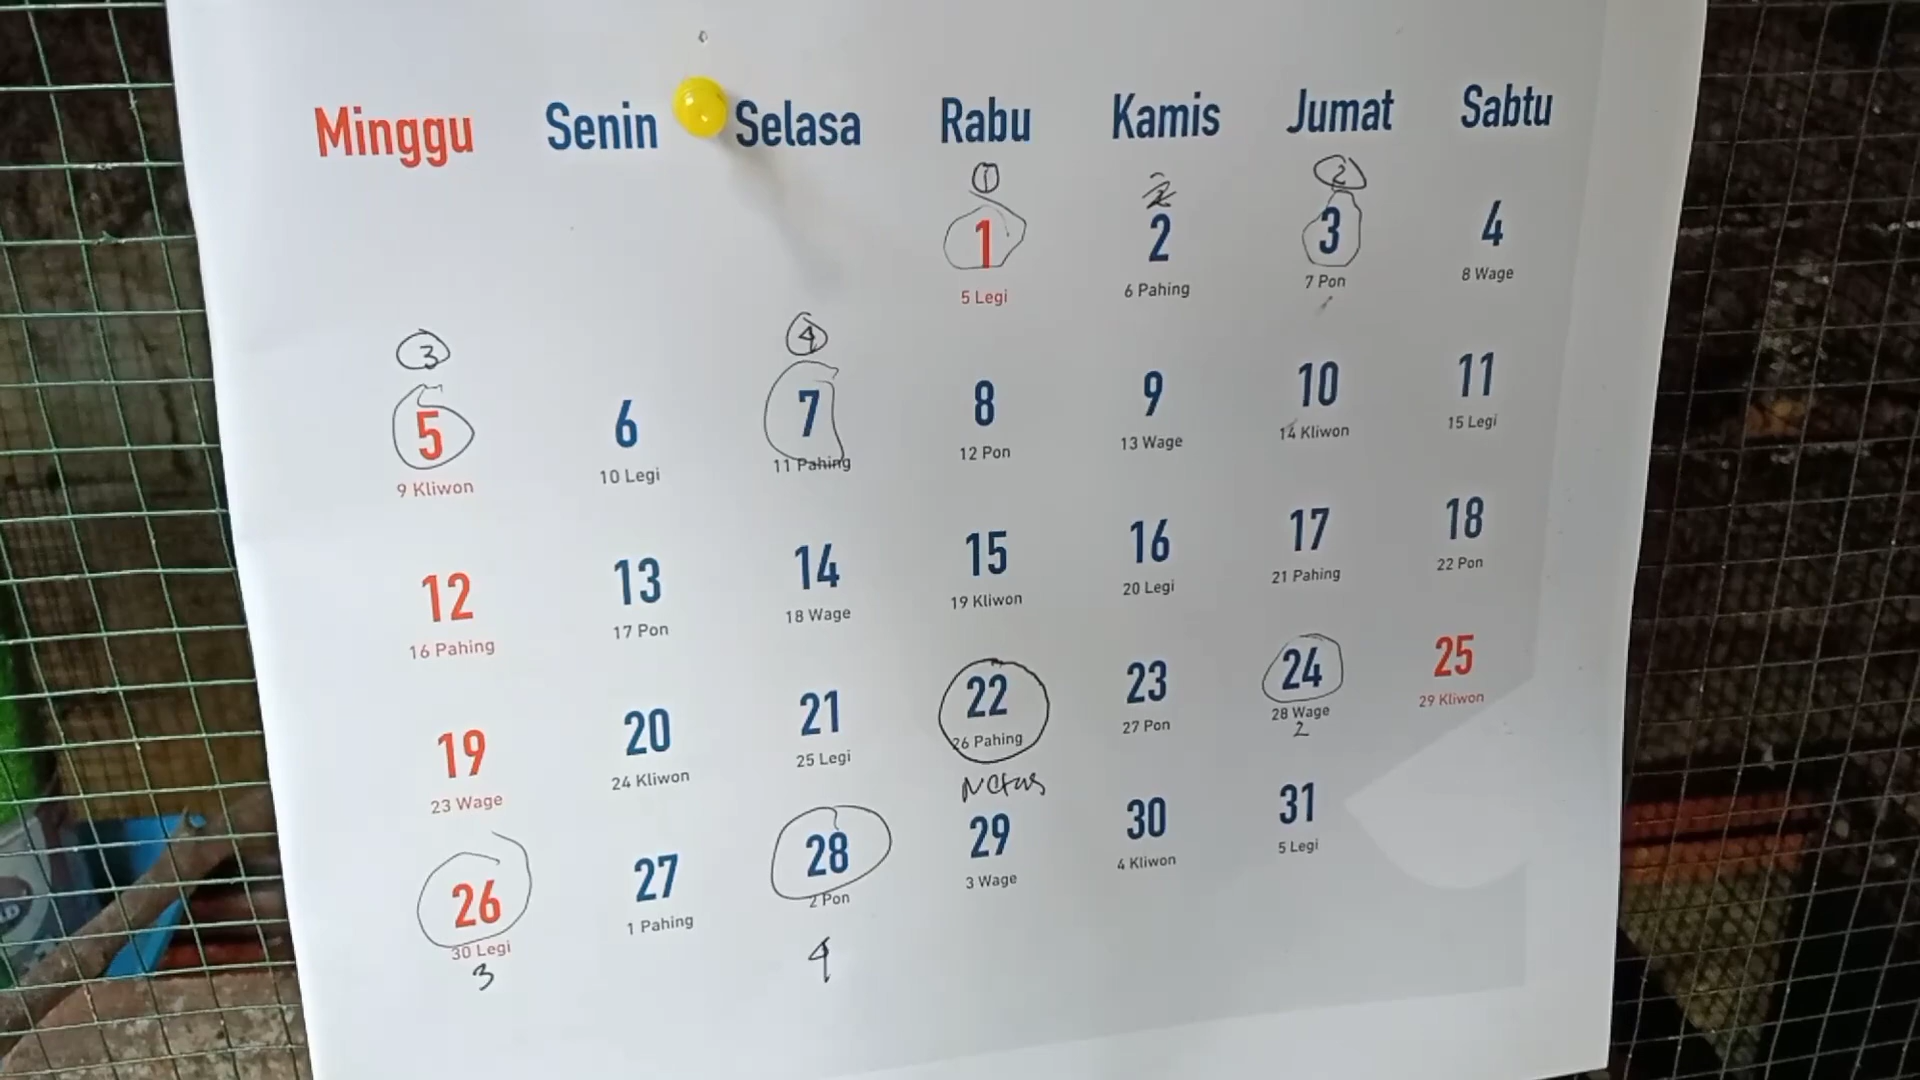 Minggu Senin Selasa Rabu Kamis Jumat Sabtu
1 2
1 2 3 4
5 Legi 6 Pahing 7 Pon 8 Wage
3 4
5 6 7 8 9 10 11
9 Kliwon 10 Legi 11 Pahing 12 Pon 13 Wage 14 Kliwon 15 Legi
12 13 14 15 16 17 18
16 Pahing 17 Pon 18 Wage 19 Kliwon 20 Legi 21 Pahing 22 Pon
19 20 21 22 23 24 25
23 Wage 24 Kliwon 25 Legi 26 Pahing 27 Pon 28 Wage 29 Kliwon
Netas 2
26 27 28 29 30 31
30 Legi 1 Pahing 2 Pon 3 Wage 4 Kliwon 5 Legi
3 4